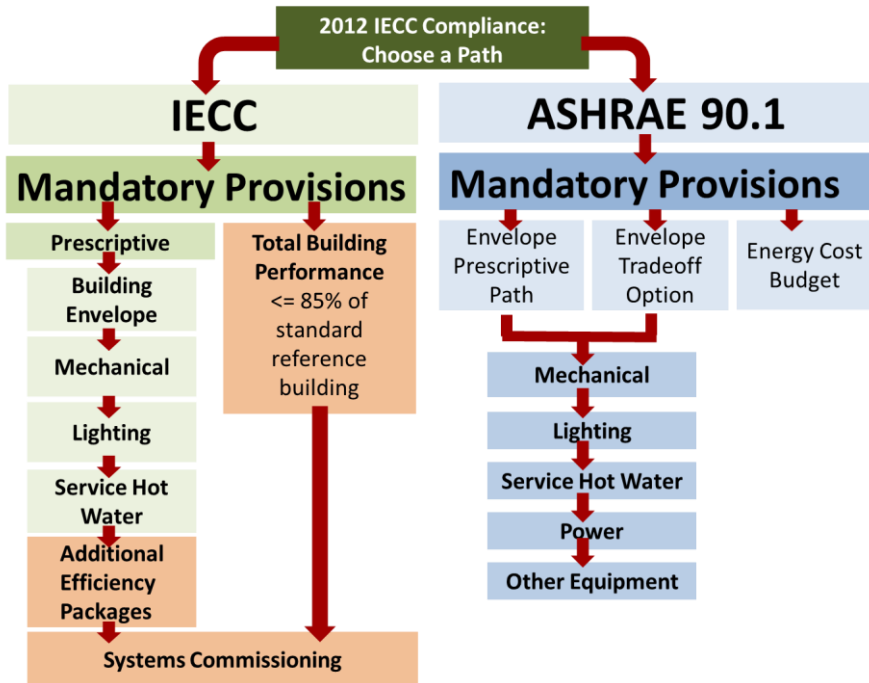 2012 IECC Compliance:
Choose a Path
IECC
Mandatory Provisions
Prescriptive
Building
Envelope
Mechanical
Lighting
Service Hot
Water
Additional
Efficiency
Packages
Total Building
Performance
<= 85% of
standard
reference
building
Systems Commissioning
ASHRAE 90.1
Mandatory Provisions
Envelope
Prescriptive
Path
Envelope
Tradeoff
Option
Energy Cost
Budget
Mechanical
Lighting
Service Hot Water
Power
Other Equipment